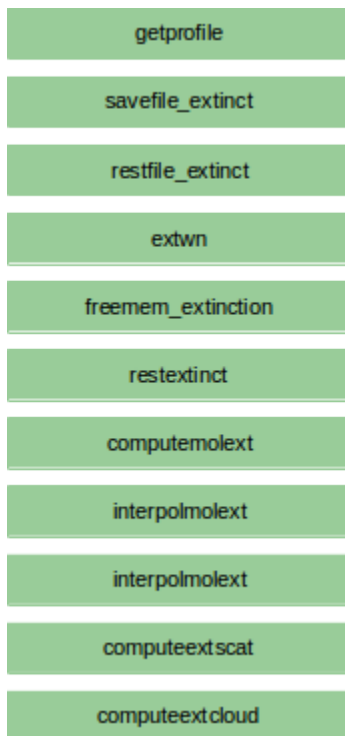 getprofile
savefile_extinct
restfile_extinct
extwn
freemem_extinction
restextinct
computemolext
interpolmolext
interpolmolext
computeextscat
computeextcloud